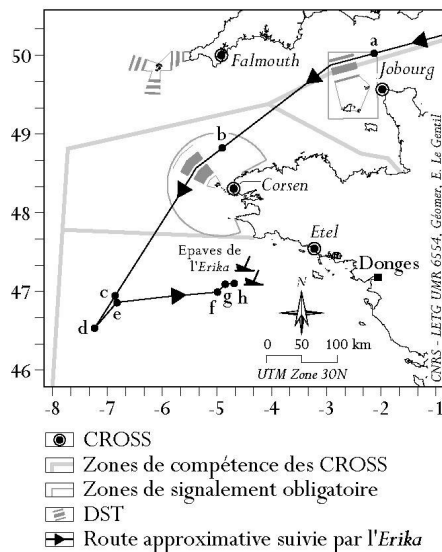 50
49
48
47
46
a
Falmouth
Jobourg
b
Corsen
Etel
Epaves de
l'Erika
Donges
c
e
d
f
g
h
N
0 50 100 km
UTM Zone 30N
-8 -7 -6 -5 -4 -3 -2 -1
CNRS - LETG UMR 6554, Géomer, E. Le Gentil
CROSS
Zones de compétence des CROSS
Zones de signalement obligatoire
DST
Route approximative suivie par l'Erika